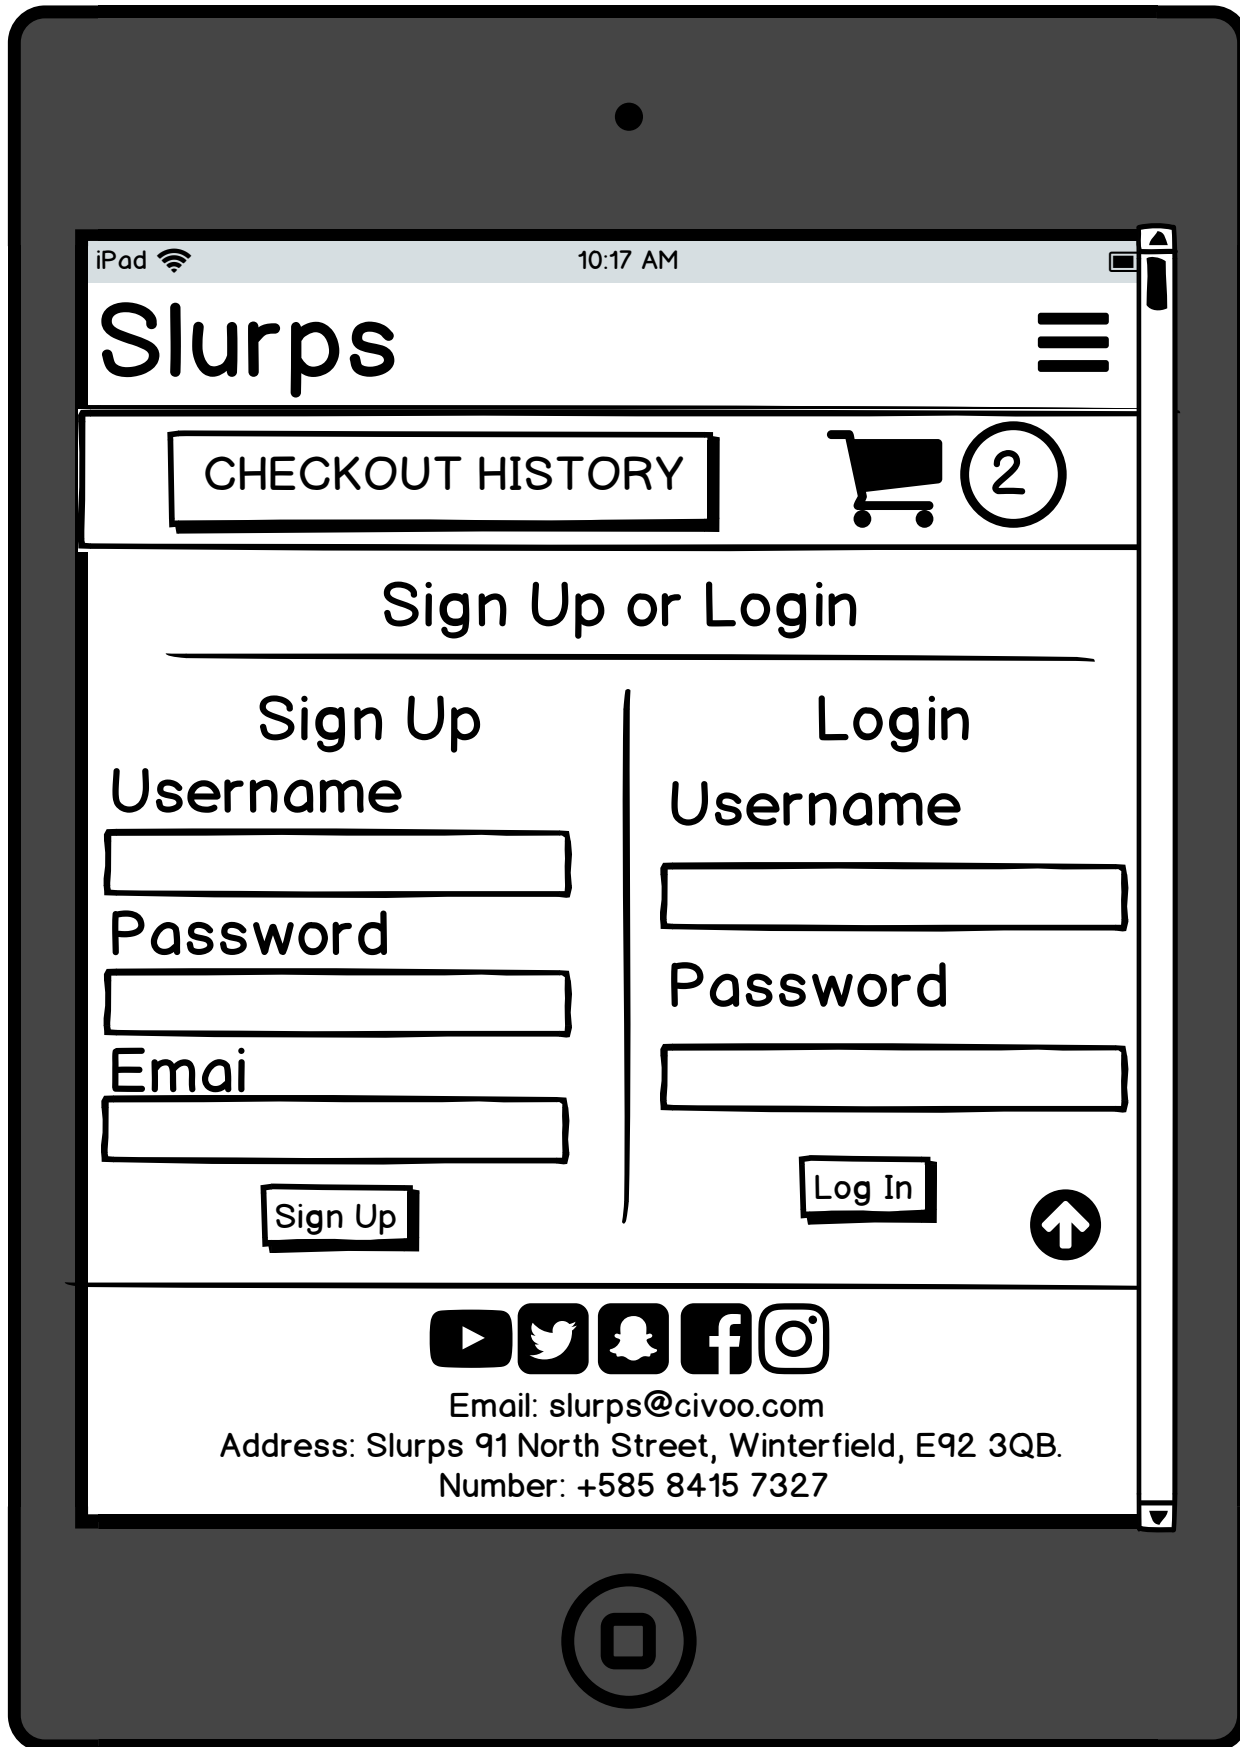 iPad 10:17 AM
Slurps
CHECKOUT HISTORY 2
Sign Up or Login
Sign Up
Username
Password
Emai
Sign Up
Login
Username
Password
Log In
Email: slurps@civoo.com
Address: Slurps 91 North Street, Winterfield, E92 3QB.
Number: +585 8415 7327